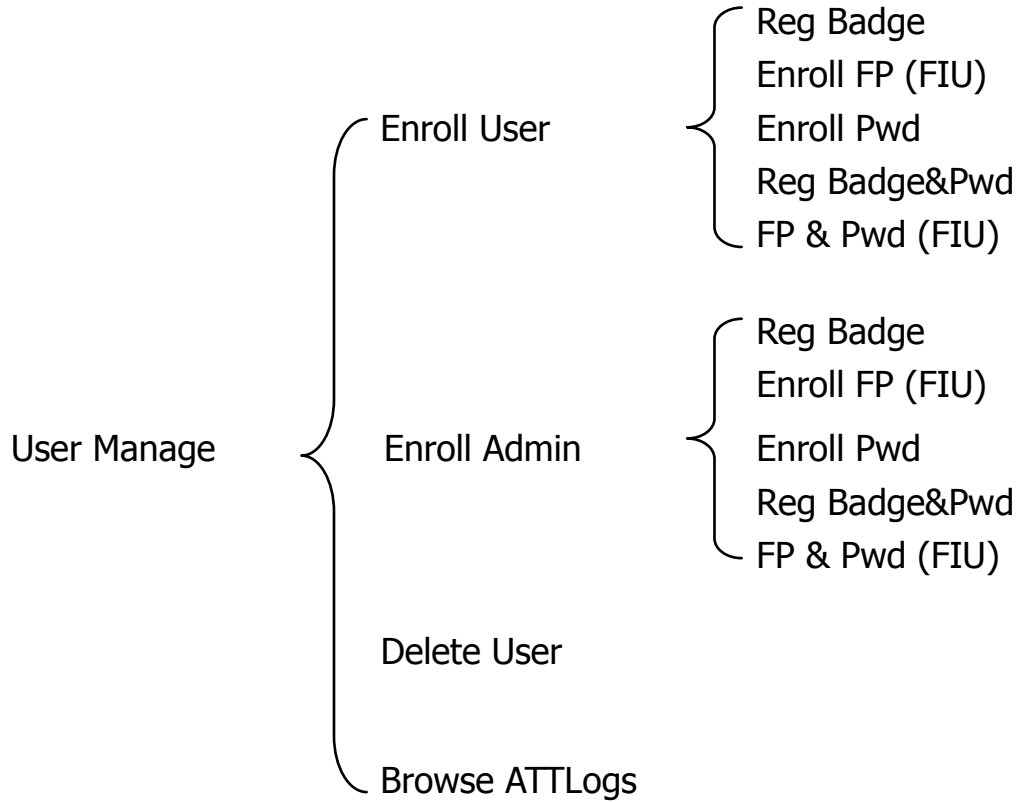 User Manage
Enroll User
Reg Badge
Enroll FP (FIU)
Enroll Pwd
Reg Badge&Pwd
FP & Pwd (FIU)
Enroll Admin
Reg Badge
Enroll FP (FIU)
Enroll Pwd
Reg Badge&Pwd
FP & Pwd (FIU)
Delete User
Browse ATTLogs